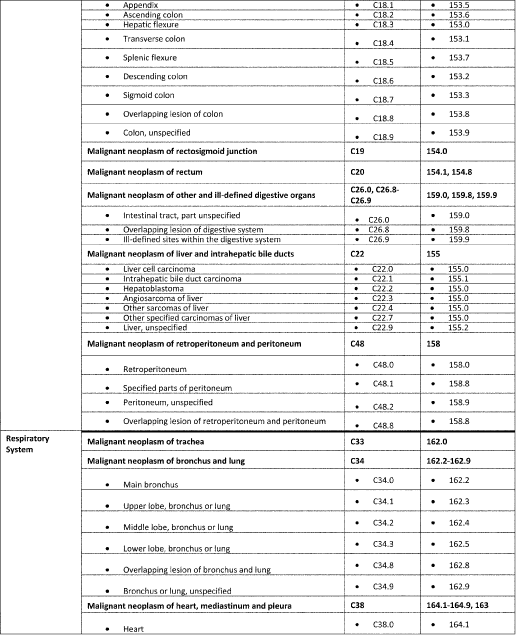 • Appendix • C18.1 • 153.5
• Ascending colon • C18.2 • 153.6
• Hepatic flexure • C18.3 • 153.0
• Transverse colon • C18.4 • 153.1
• Splenic flexure • C18.5 • 153.7
• Descending colon • C18.6 • 153.2
• Sigmoid colon • C18.7 • 153.3
• Overlapping lesion of colon • C18.8 • 153.8
• Colon, unspecified • C18.9 • 153.9
Malignant neoplasm of rectosigmoid junction C19 154.0
Malignant neoplasm of rectum C20 154.1, 154.8
Malignant neoplasm of other and ill-defined digestive organs C26.0, C26.8-
C26.9 159.0, 159.8, 159.9
• Intestinal tract, part unspecified • C26.0 • 159.0
• Overlapping lesion of digestive system • C26.8 • 159.8
• Ill-defined sites within the digestive system • C26.9 • 159.9
Malignant neoplasm of liver and intrahepatic bile ducts C22 155
• Liver cell carcinoma • C22.0 • 155.0
• Intrahepatic bile duct carcinoma • C22.1 • 155.1
• Hepatoblastoma • C22.2 • 155.0
• Angiosarcoma of liver • C22.3 • 155.0
• Other sarcomas of liver • C22.4 • 155.0
• Other specified carcinomas of liver • C22.7 • 155.0
• Liver, unspecified • C22.9 • 155.2
Malignant neoplasm of retroperitoneum and peritoneum C48 158
• Retroperitoneum • C48.0 • 158.0
• Specified parts of peritoneum • C48.1 • 158.8
• Peritoneum, unspecified • C48.2 • 158.9
• Overlapping lesion of retroperitoneum and peritoneum • C48.8 • 158.8
Respiratory
System
Malignant neoplasm of trachea C33 162.0
Malignant neoplasm of bronchus and lung C34 162.2-162.9
• Main bronchus • C34.0 • 162.2
• Upper lobe, bronchus or lung • C34.1 • 162.3
• Middle lobe, bronchus or lung • C34.2 • 162.4
• Lower lobe, bronchus or lung • C34.3 • 162.5
• Overlapping lesion of bronchus and lung • C34.8 • 162.8
• Bronchus or lung, unspecified • C34.9 • 162.9
Malignant neoplasm of heart, mediastinum and pleura C38 164.1-164.9, 163
• Heart • C38.0 • 164.1